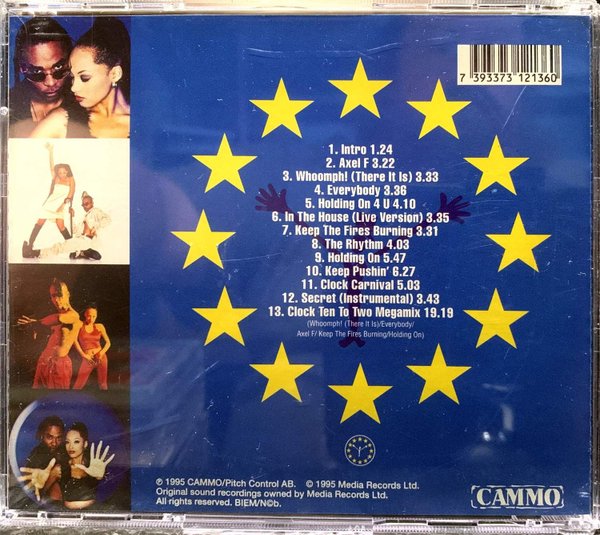 7 393373 121360
1. Intro 1.24
2. Axel F 3.22
3. Whoomph! (There It Is) 3.33
4. Everybody 3.36
5. Holding On 4 U 4.10
6. In The House (Live Version) 3.35
7. Keep The Fires Burning 3.31
8. The Rhythm 4.03
9. Holding On 5.47
10. Keep Pushin' 6.27
11. Clock Carnival 5.03
12. Secret (Instrumental) 3.43
13. Clock Ten To Two Megamix 19.19
(Whoomph! (There It Is)/Everybody/
Axel F/ Keep The Fires Burning/Holding On)
℗ 1995 CAMMO/Pitch Control AB. © 1995 Media Records Ltd.
Original sound recordings owned by Media Records Ltd.
All rights reserved. BIEM/N©b.
CAMMO